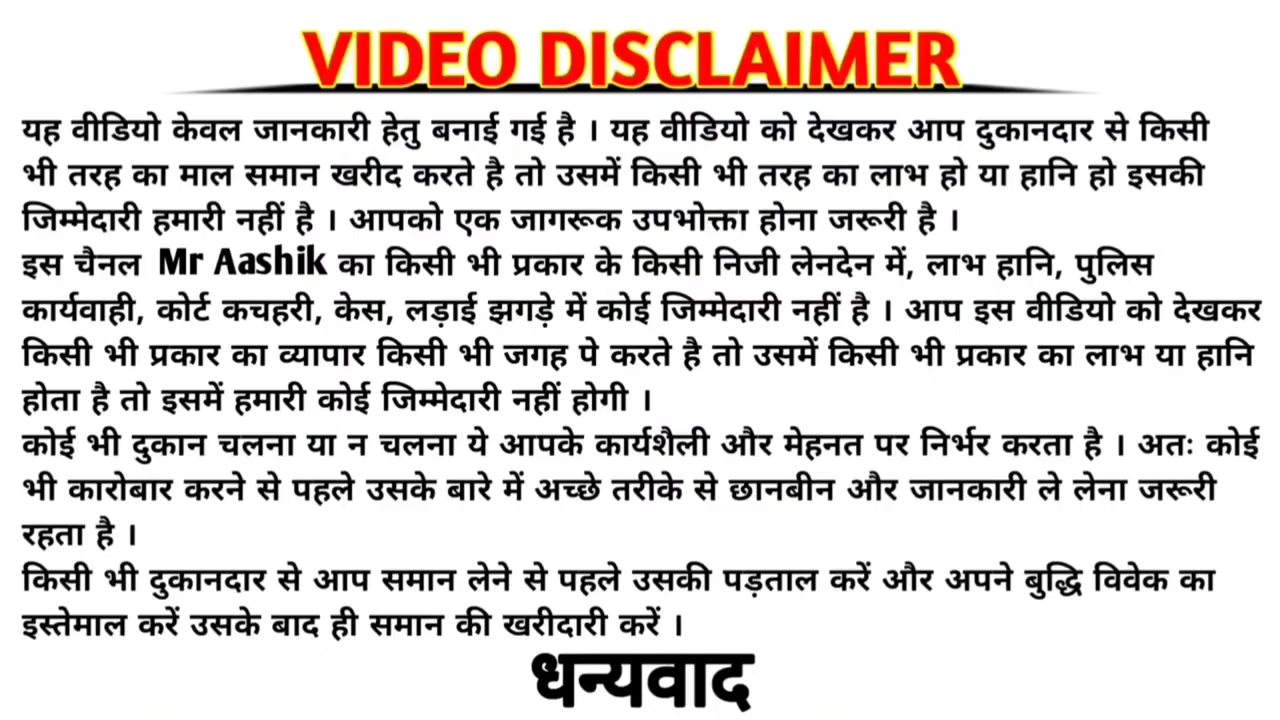 VIDEO DISCLAIMER
यह वीडियो केवल जानकारी हेतु बनाई गई है । यह वीडियो को देखकर आप दुकानदार से किसी
भी तरह का माल समान खरीद करते है तो उसमें किसी भी तरह का लाभ हो या हानि हो इसकी
जिम्मेदारी हमारी नहीं है । आपको एक जागरूक उपभोक्ता होना जरूरी है ।
इस चैनल Mr Aashik का किसी भी प्रकार के किसी निजी लेनदेन में, लाभ हानि, पुलिस
कार्यवाही, कोर्ट कचहरी, केस, लड़ाई झगड़े में कोई जिम्मेदारी नहीं है । आप इस वीडियो को देखकर
किसी भी प्रकार का व्यापार किसी भी जगह पे करते है तो उसमें किसी भी प्रकार का लाभ या हानि
होता है तो इसमें हमारी कोई जिम्मेदारी नहीं होगी ।
कोई भी दुकान चलना या न चलना ये आपके कार्यशैली और मेहनत पर निर्भर करता है । अतः कोई
भी कारोबार करने से पहले उसके बारे में अच्छे तरीके से छानबीन और जानकारी ले लेना जरूरी
रहता है ।
किसी भी दुकानदार से आप समान लेने से पहले उसकी पड़ताल करें और अपने बुद्धि विवेक का
इस्तेमाल करें उसके बाद ही समान की खरीदारी करें ।
धन्यवाद